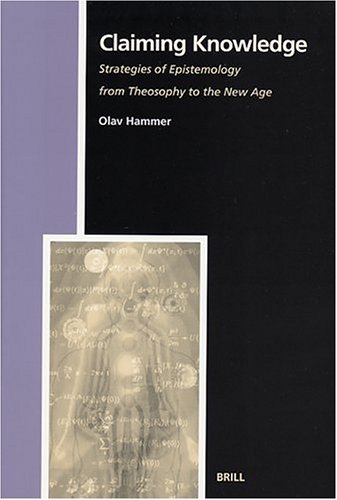 Claiming Knowledge
Strategies of Epistemology
from Theosophy to the New Age
Olav Hammer
BRILL